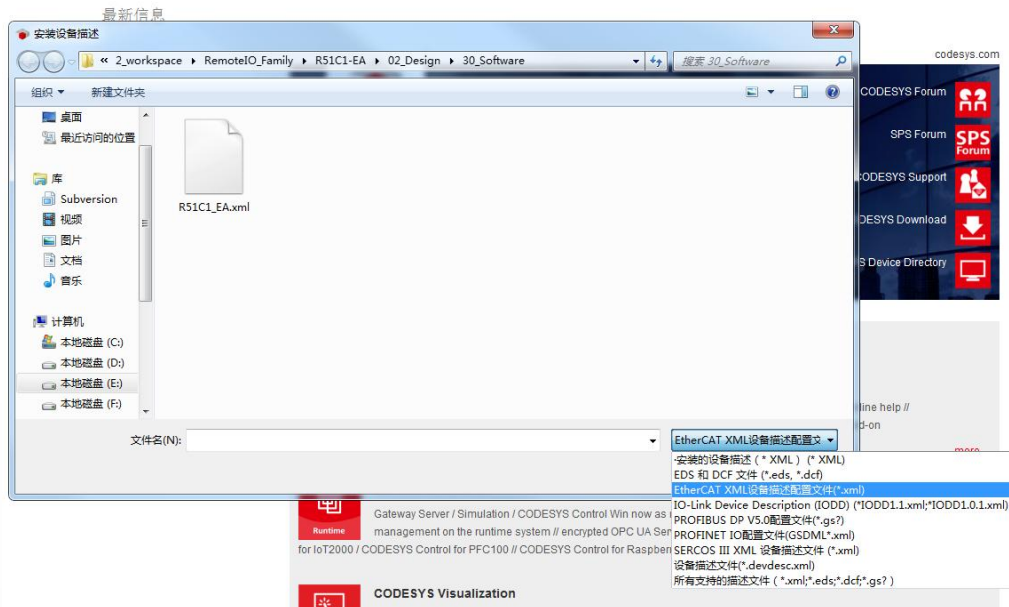 最新信息
安装设备描述
« 2_workspace ▸ RemoteIO_Family ▸ R51C1-EA ▸ 02_Design ▸ 30_Software
搜索 30_Software
codesys.com
组织 新建文件夹
桌面
最近访问的位置
库
Subversion
视频
图片
文档
音乐
计算机
本地磁盘 (C:)
本地磁盘 (D:)
本地磁盘 (E:)
本地磁盘 (F:)
R51C1_EA.xml
CODESYS Forum
SPS Forum
SPS
Forum
ODESYS Support
DESYS Download
S Device Directory
line help //
d-on
more
文件名(N):
EtherCAT XML设备描述配置文
安装的设备描述 ( * XML ) (* XML)
EDS 和 DCF 文件 (*.eds, *.dcf)
EtherCAT XML设备描述配置文件(*.xml)
IO-Link Device Description (IODD) (*IODD1.1.xml;*IODD1.0.1.xml)
PROFIBUS DP V5.0配置文件(*.gs?)
PROFINET IO配置文件(GSDML*.xml)
SERCOS III XML 设备描述文件 (*.xml)
设备描述文件(*.devdesc.xml)
所有支持的描述文件 ( *.xml;*.eds;*.dcf;*.gs? )
Runtime
Gateway Server / Simulation / CODESYS Control Win now as
management on the runtime system // encrypted OPC UA Ser
for IoT2000 / CODESYS Control for PFC100 // CODESYS Control for Raspber
CODESYS Visualization